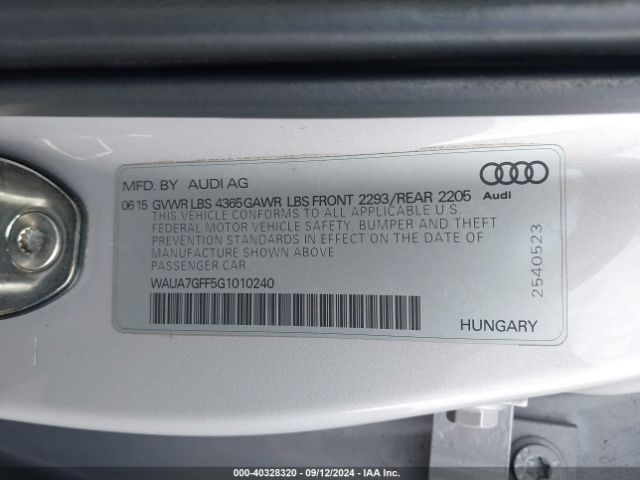 MFD. BY AUDI AG
06 15 GVWR LBS 4365 GAWR LBS FRONT 2293/REAR 2205
Audi
THIS VEHICLE CONFORMS TO ALL APPLICABLE U.S.
FEDERAL MOTOR VEHICLE SAFETY, BUMPER AND THEFT
PREVENTION STANDARDS IN EFFECT ON THE DATE OF
MANUFACTURE SHOWN ABOVE
PASSENGER CAR
WAUA7GFF5G1010240
2540523
HUNGARY
000-40328320 - 09/12/2024 - IAA Inc.